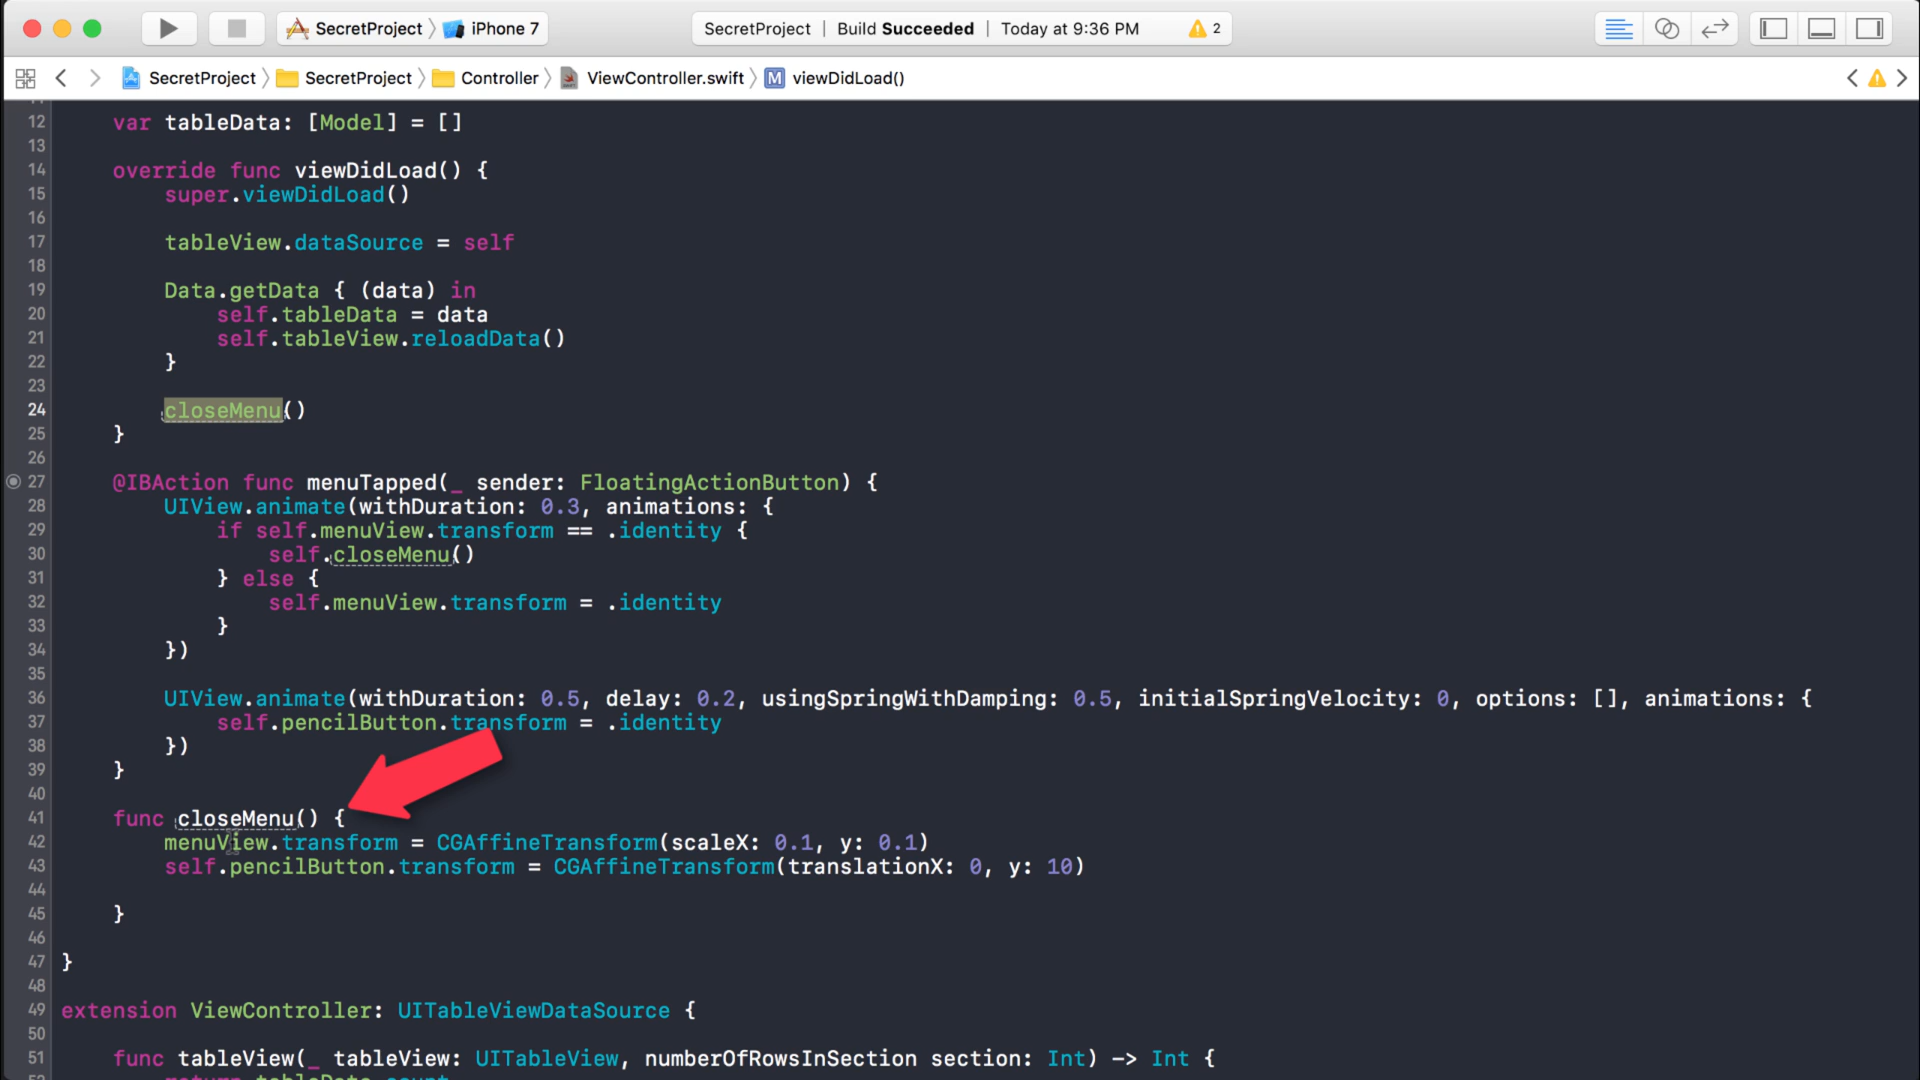 SecretProject iPhone 7 SecretProject | Build Succeeded | Today at 9:36 PM 2
SecretProject SecretProject Controller ViewController.swift M viewDidLoad()
12 var tableData: [Model] = []
13
14 override func viewDidLoad() {
15 super.viewDidLoad()
16
17 tableView.dataSource = self
18
19 Data.getData { (data) in
20 self.tableData = data
21 self.tableView.reloadData()
22 }
23
24 closeMenu()
25 }
26
27 @IBAction func menuTapped(_ sender: FloatingActionButton) {
28 UIView.animate(withDuration: 0.3, animations: {
29 if self.menuView.transform == .identity {
30 self.closeMenu()
31 } else {
32 self.menuView.transform = .identity
33 }
34 })
35
36 UIView.animate(withDuration: 0.5, delay: 0.2, usingSpringWithDamping: 0.5, initialSpringVelocity: 0, options: [], animations: {
37 self.pencilButton.transform = .identity
38 })
39 }
40
41 func closeMenu() {
42 menuView.transform = CGAffineTransform(scaleX: 0.1, y: 0.1)
43 self.pencilButton.transform = CGAffineTransform(translationX: 0, y: 10)
44
45 }
46
47 }
48
49 extension ViewController: UITableViewDataSource {
50
51 func tableView(_ tableView: UITableView, numberOfRowsInSection section: Int) -> Int {